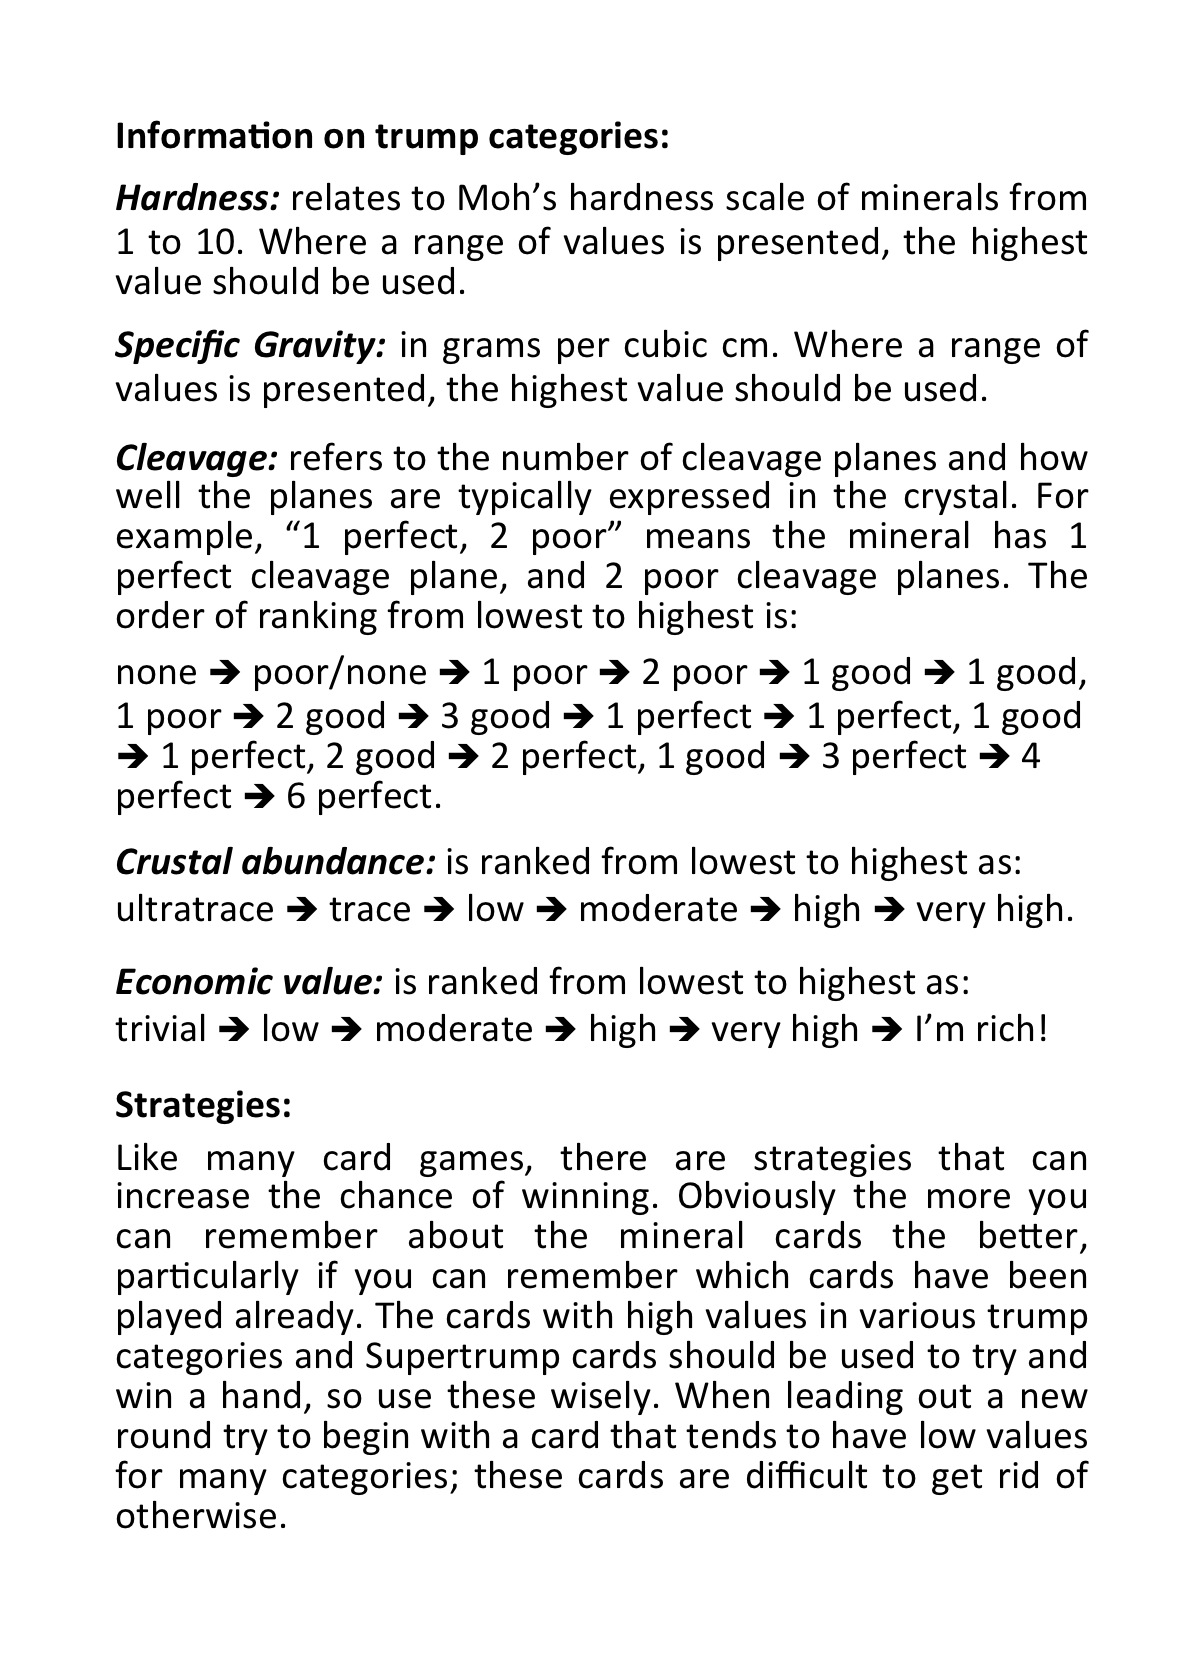 Information on trump categories:
Hardness: relates to Moh’s hardness scale of minerals from
1 to 10. Where a range of values is presented, the highest
value should be used.
Specific Gravity: in grams per cubic cm. Where a range of
values is presented, the highest value should be used.
Cleavage: refers to the number of cleavage planes and how
well the planes are typically expressed in the crystal. For
example, “1 perfect, 2 poor” means the mineral has 1
perfect cleavage plane, and 2 poor cleavage planes. The
order of ranking from lowest to highest is:
none ➔ poor/none ➔ 1 poor ➔ 2 poor ➔ 1 good ➔ 1 good,
1 poor ➔ 2 good ➔ 3 good ➔ 1 perfect ➔ 1 perfect, 1 good
➔ 1 perfect, 2 good ➔ 2 perfect, 1 good ➔ 3 perfect ➔ 4
perfect ➔ 6 perfect.
Crustal abundance: is ranked from lowest to highest as:
ultratrace ➔ trace ➔ low ➔ moderate ➔ high ➔ very high.
Economic value: is ranked from lowest to highest as:
trivial ➔ low ➔ moderate ➔ high ➔ very high ➔ I’m rich!
Strategies:
Like many card games, there are strategies that can
increase the chance of winning. Obviously the more you
can remember about the mineral cards the better,
particularly if you can remember which cards have been
played already. The cards with high values in various trump
categories and Supertrump cards should be used to try and
win a hand, so use these wisely. When leading out a new
round try to begin with a card that tends to have low values
for many categories; these cards are difficult to get rid of
otherwise.